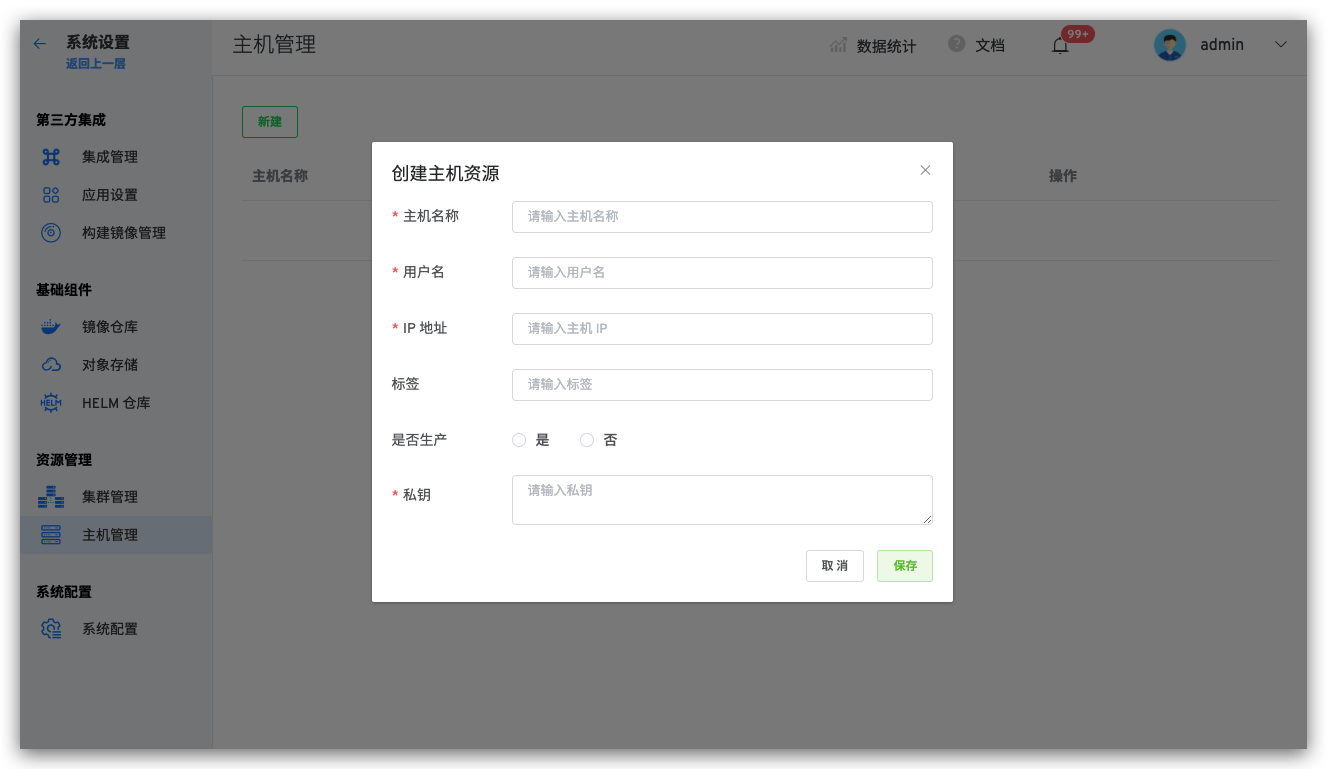 系统设置
返回上一层
主机管理
数据统计
文档
99+
admin
第三方集成
集成管理
应用设置
构建镜像管理
基础组件
镜像仓库
对象存储
HELM
HELM 仓库
资源管理
集群管理
主机管理
系统配置
系统配置
新建
主机名称
操作
创建主机资源
* 主机名称
请输入主机名称
* 用户名
请输入用户名
* IP 地址
请输入主机 IP
标签
请输入标签
是否生产
是
否
* 私钥
请输入私钥
取 消
保存